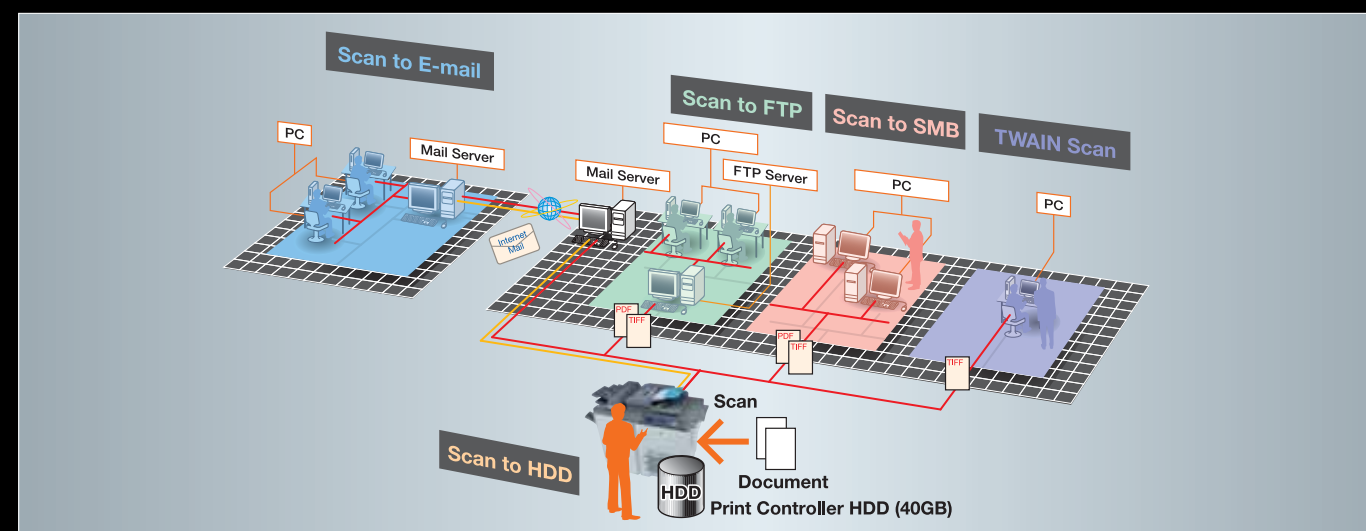 Scan to E-mail
Scan to FTP
Scan to SMB
TWAIN Scan
PC
Mail Server
Mail Server
PC
FTP Server
PC
PC
Internet
Mail
PDF
TIFF
PDF
TIFF
TIFF
Scan
Scan to HDD
HDD
Document
Print Controller HDD (40GB)